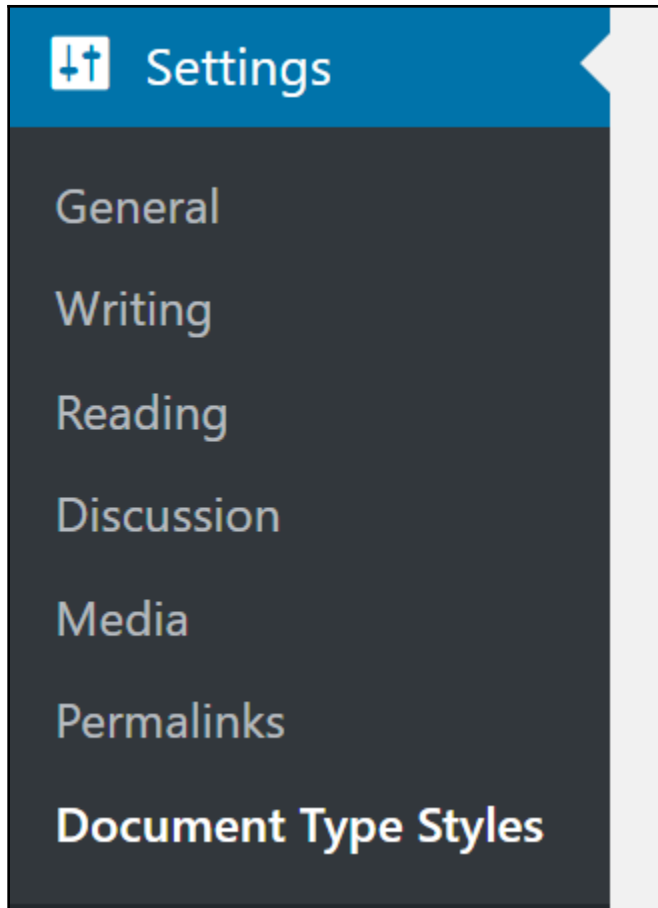 Settings
General
Writing
Reading
Discussion
Media
Permalinks
Document Type Styles